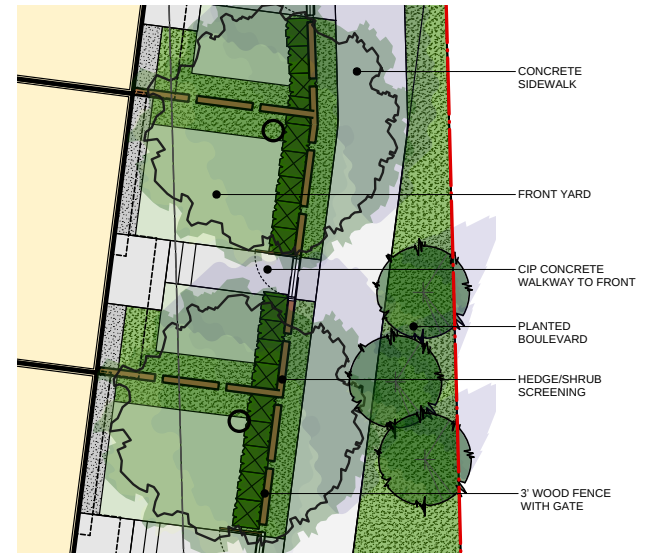 CONCRETE
SIDEWALK
FRONT YARD
CIP CONCRETE
WALKWAY TO FRONT
PLANTED
BOULEVARD
HEDGE/SHRUB
SCREENING
3' WOOD FENCE
WITH GATE